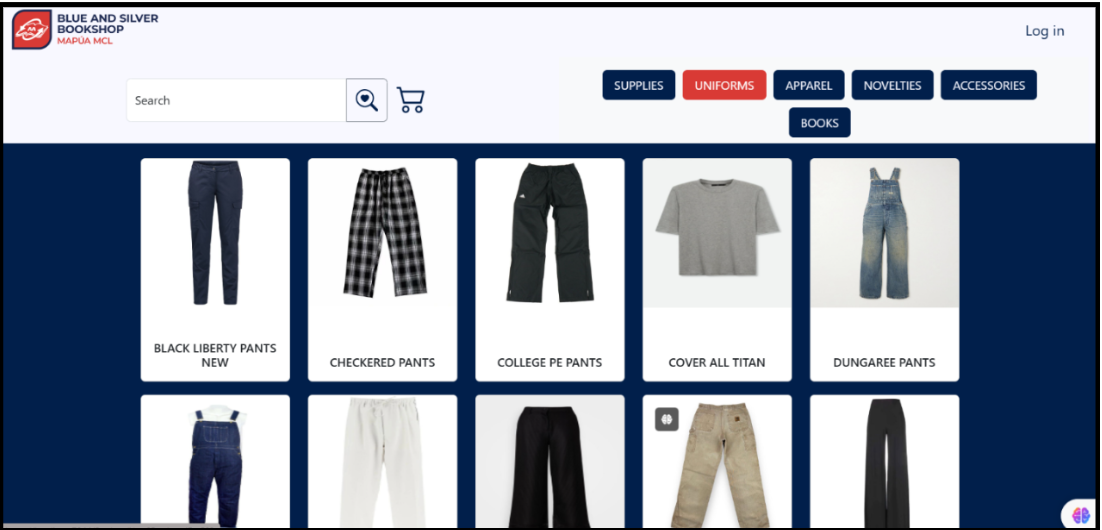 BLUE AND SILVER
BOOKSHOP
MAPÚA MCL
Log in
Search
SUPPLIES
UNIFORMS
APPAREL
NOVELTIES
ACCESSORIES
BOOKS
BLACK LIBERTY PANTS
NEW
CHECKERED PANTS
COLLEGE PE PANTS
COVER ALL TITAN
DUNGAREE PANTS